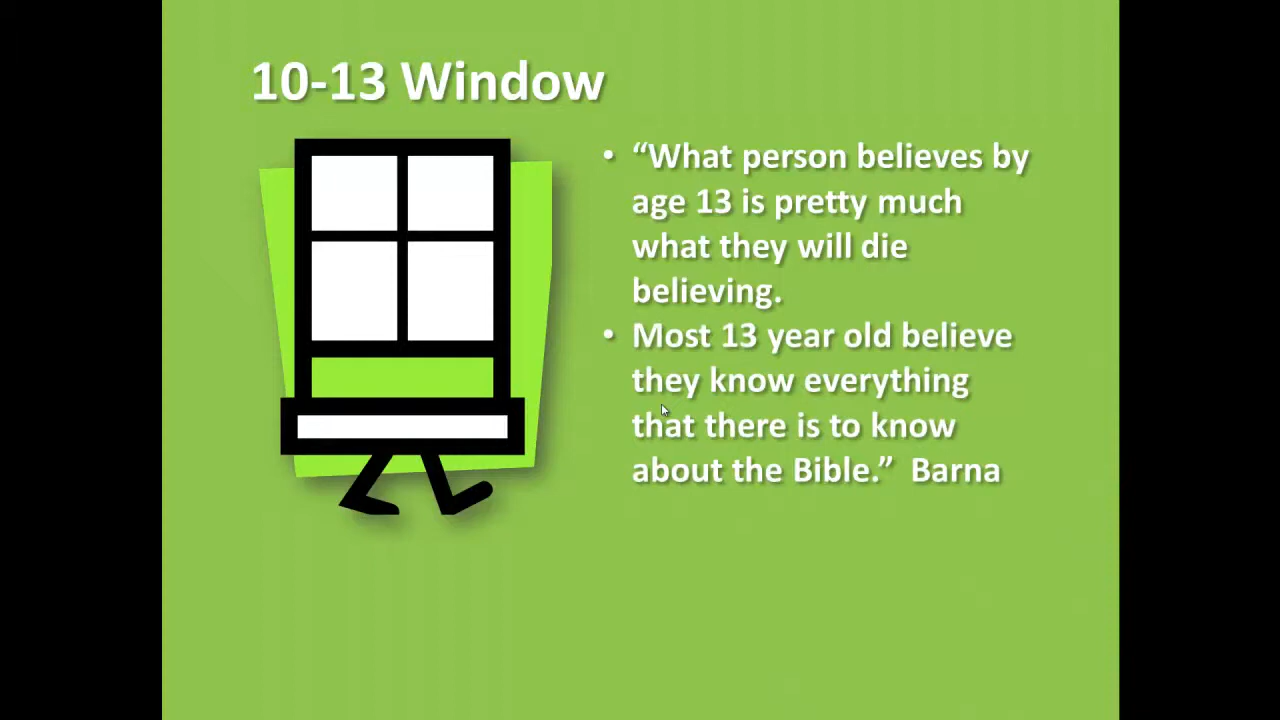 10-13 Window
• “What person believes by
age 13 is pretty much
what they will die
believing.
• Most 13 year old believe
they know everything
that there is to know
about the Bible.”  Barna